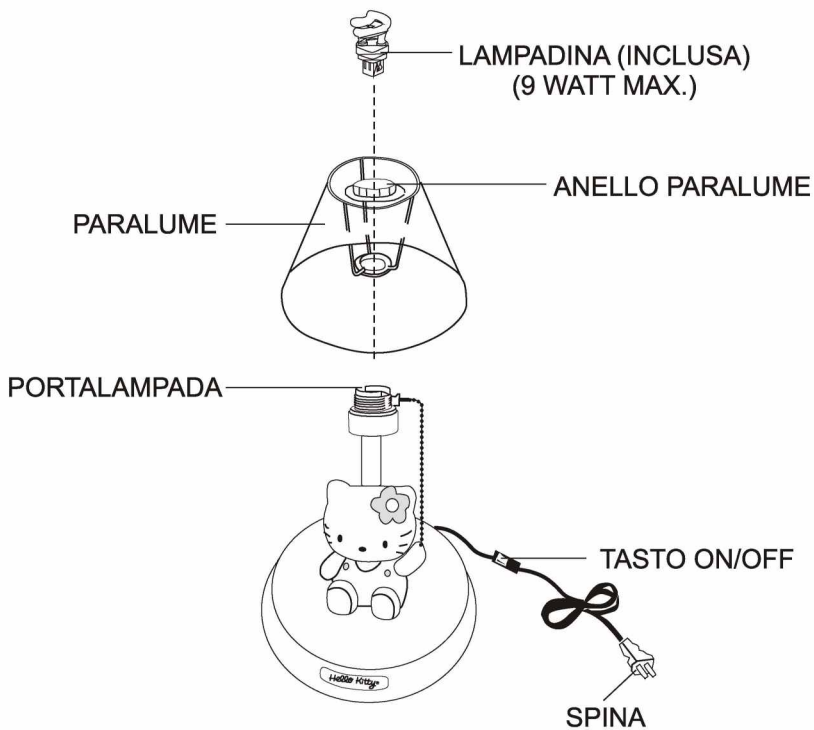 LAMPADINA (INCLUSA)
(9 WATT MAX.)
ANELLO PARALUME
PARALUME
PORTALAMPADA
TASTO ON/OFF
Hello Kitty®
SPINA